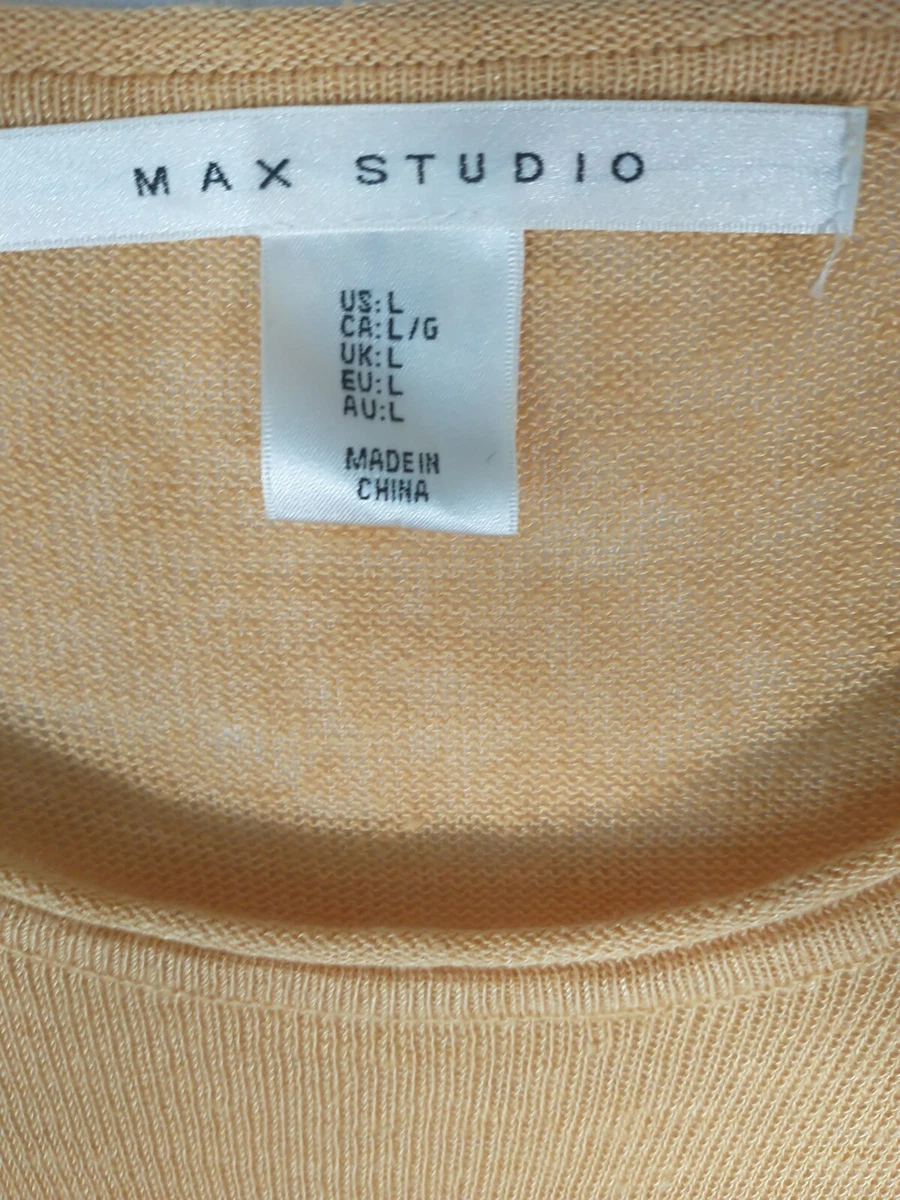 MAX STUDIO
US:L
CA:L/G
UK:L
EU:L
AU:L
MADE IN
CHINA